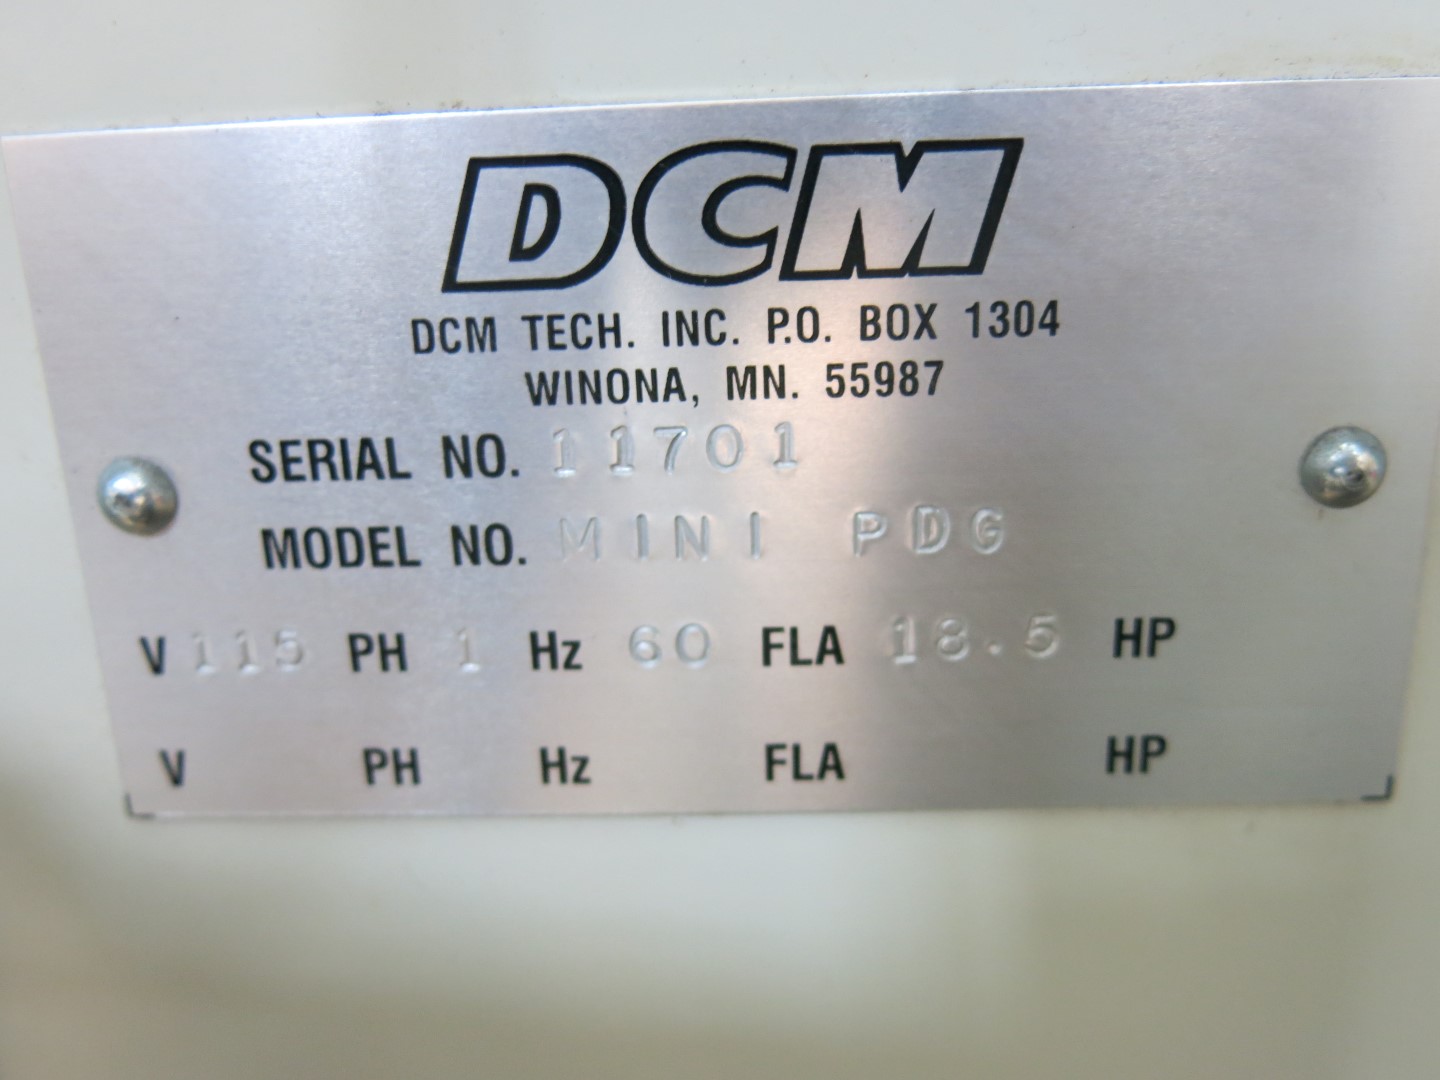 DCM
DCM TECH. INC. P.O. BOX 1304
WINONA, MN. 55987
SERIAL NO. 11701
MODEL NO. MINI PDG
V 115 PH 1 Hz 60 FLA 18.5 HP
V PH Hz FLA HP